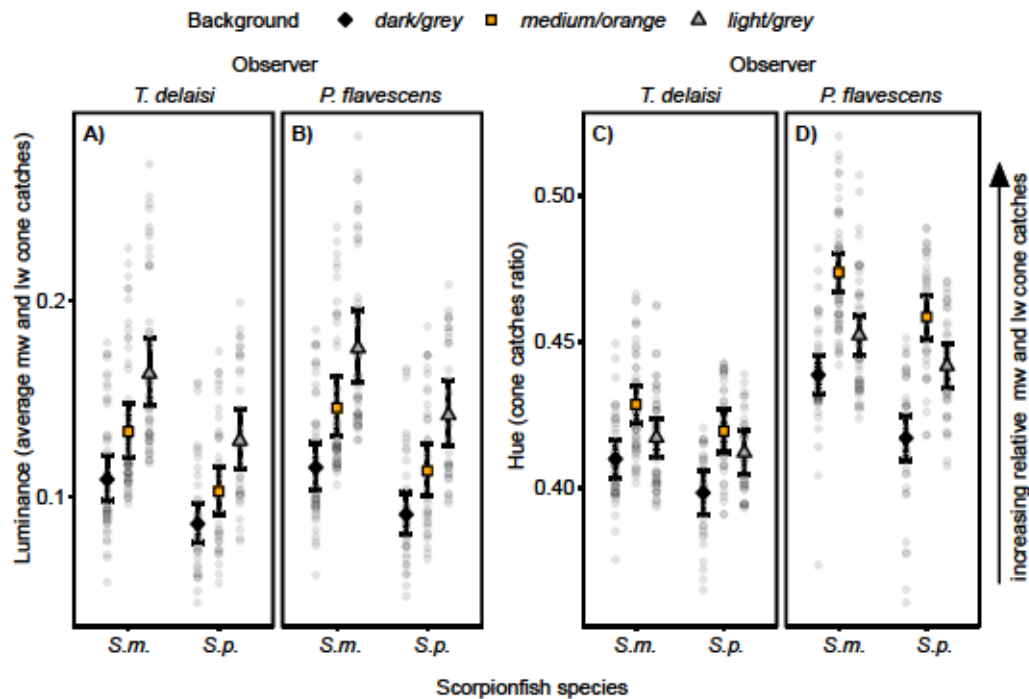 Background dark/grey medium/orange light/grey
Observer Observer
T. delaisi P. flavescens T. delaisi P. flavescens
A) B) C) D)
Luminance (average mw and lw cone catches)
0.2
0.1
Hue (cone catches ratio)
0.50
0.45
0.40
increasing relative mw and lw cone catches
S.m. S.p. S.m. S.p. S.m. S.p. S.m. S.p.
Scorpionfish species